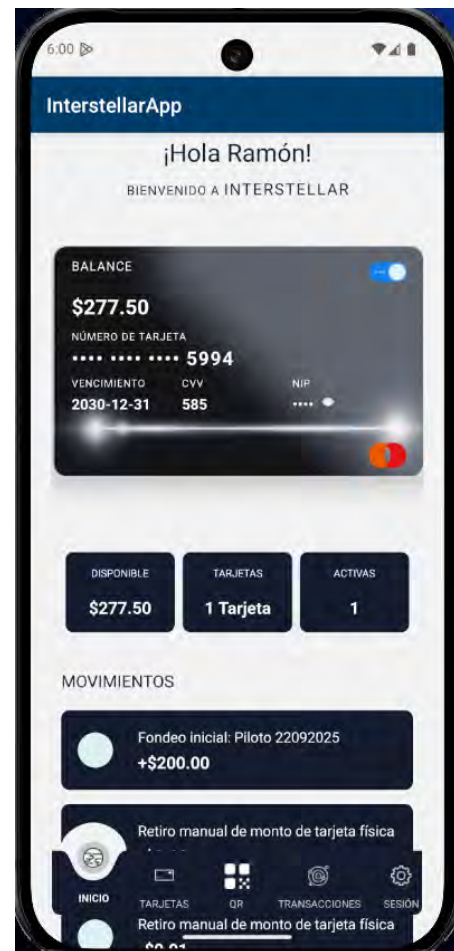 6:00
InterstellarApp
¡Hola Ramón!
BIENVENIDO A INTERSTELLAR
BALANCE
$277.50
NÚMERO DE TARJETA
•••• •••• •••• 5994
VENCIMIENTO CVV NIP
2030-12-31 585 ••••
DISPONIBLE TARJETAS ACTIVAS
$277.50 1 Tarjeta 1
MOVIMIENTOS
Fondeo inicial: Piloto 22092025
+$200.00
Retiro manual de monto de tarjeta física
INICIO TARJETAS QR TRANSACCIONES SESIÓN
Retiro manual de monto de tarjeta física